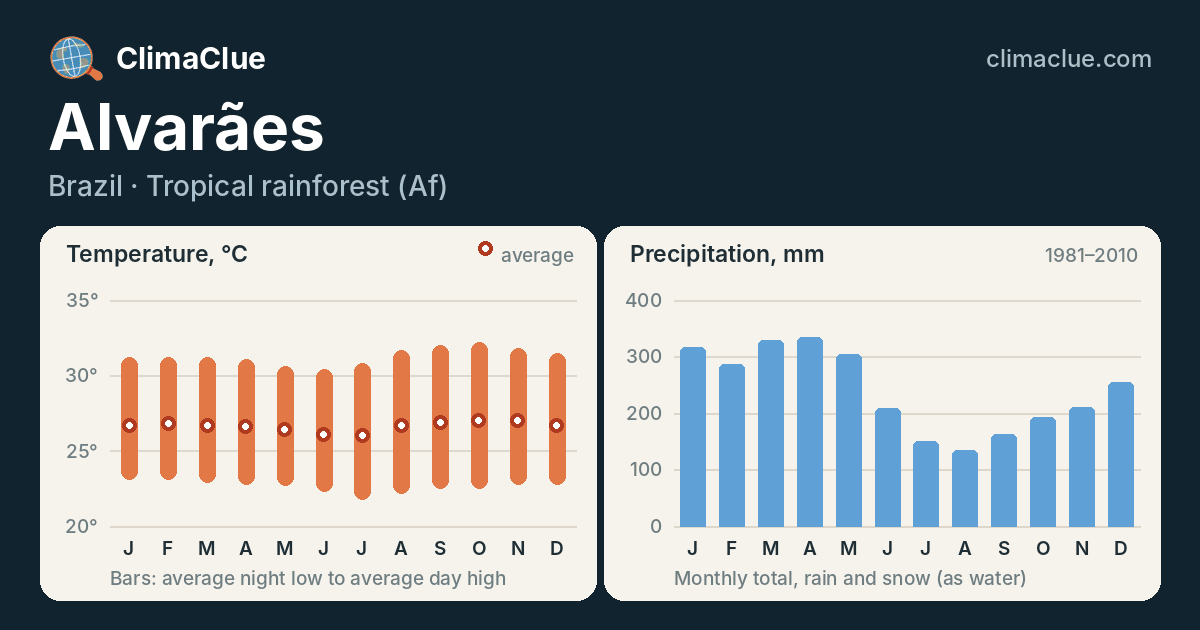 ClimaClue
climaclue.com
Alvarães
Brazil · Tropical rainforest (Af)
Temperature, °C
average
35°
30°
25°
20°
J F M A M J J A S O N D
Bars: average night low to average day high
Precipitation, mm
1981–2010
400
300
200
100
0
J F M A M J J A S O N D
Monthly total, rain and snow (as water)